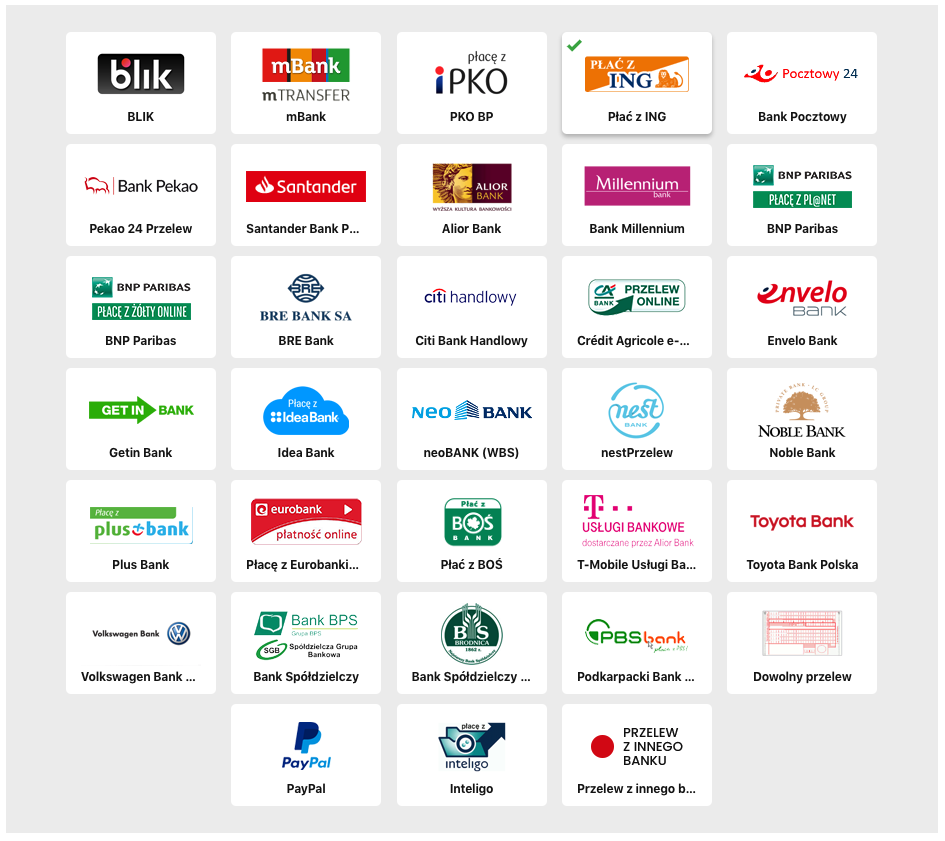 blik
BLIK
mBank
mTRANSFER
mBank
płacę z
iPKO
PKO BP
PŁAĆ Z
ING
Płać z ING
Pocztowy 24
Bank Pocztowy
Bank Pekao
Pekao 24 Przelew
Santander
Santander Bank P...
ALIOR
BANK
WYŻSZA KULTURA BANKOWOŚCI
Alior Bank
Millennium
bank
Bank Millennium
BNP PARIBAS
PŁACĘ Z PL@NET
BNP Paribas
BNP PARIBAS
PŁACĘ Z ŻÓŁTY ONLINE
BNP Paribas
BRE
BRE BANK SA
BRE Bank
citi handlowy
Citi Bank Handlowy
CA
BANK
PRZELEW
ONLINE
Crédit Agricole e-...
envelo
BANK
Envelo Bank
GET IN BANK
Getin Bank
Płacę z
IdeaBank
Idea Bank
neo BANK
neoBANK (WBS)
nest
BANK
nestPrzelew
PRIVATE BANK
NOBLE BANK
Noble Bank
Płacę z
plus bank
Plus Bank
eurobank
płatność online
Płacę z Eurobanki...
Płać z
BOŚ
BANK
Płać z BOŚ
T
USŁUGI BANKOWE
dostarczane przez Alior Bank
T-Mobile Usługi Ba...
Toyota Bank
Toyota Bank Polska
Volkswagen Bank
Volkswagen Bank ...
Bank BPS
Grupa BPS
SGB
Spółdzielcza Grupa
Bankowa
Bank Spółdzielczy
BS
BRODNICA
1862 r.
Bank Spółdzielczy ...
PBSbank
Podkarpacki Bank ...
Dowolny przelew
PayPal
PayPal
płacę z
inteligo
Inteligo
PRZELEW
Z INNEGO
BANKU
Przelew z innego b...